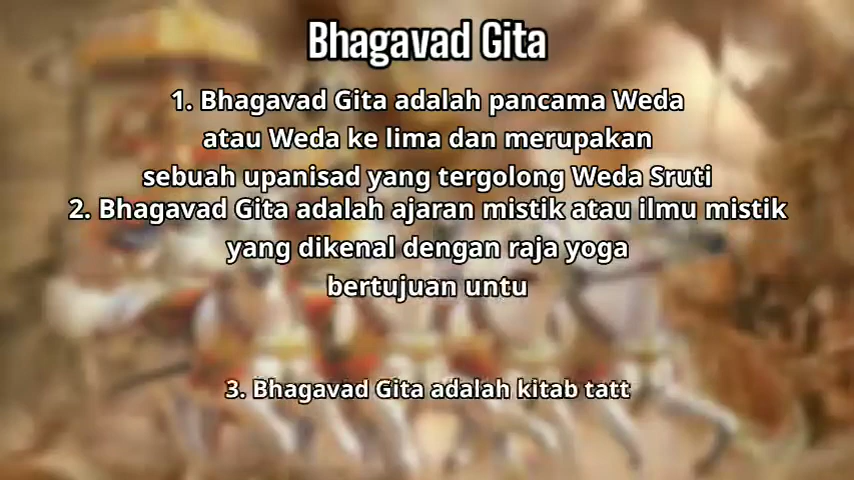 Bhagavad Gita
1. Bhagavad Gita adalah pancama Weda
atau Weda ke lima dan merupakan
sebuah upanisad yang tergolong Weda Sruti
2. Bhagavad Gita adalah ajaran mistik atau ilmu mistik
yang dikenal dengan raja yoga
bertujuan untu
3. Bhagavad Gita adalah kitab tatt